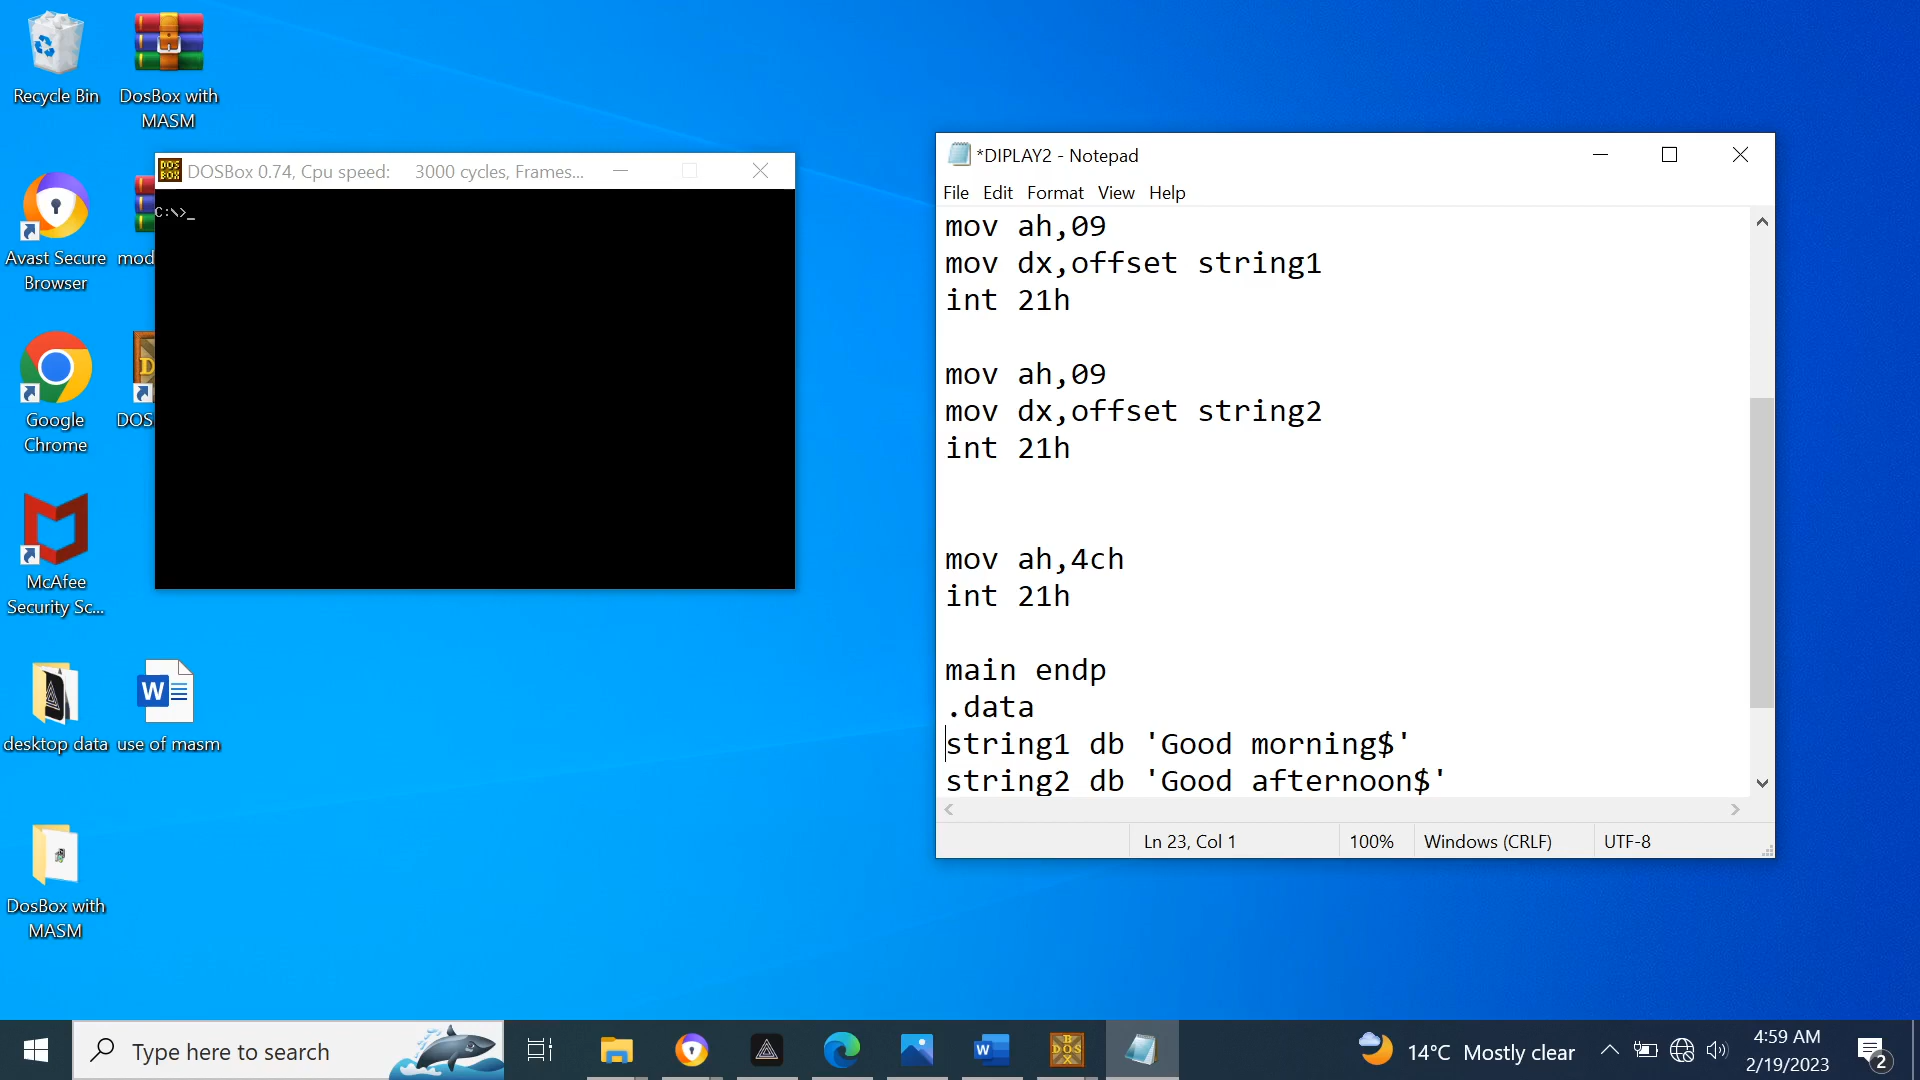 Recycle Bin
DosBox with
MASM
Avast Secure
Browser
mod
Google
Chrome
DOS
McAfee
Security Sc...
desktop data
use of masm
DosBox with
MASM
DOSBox 0.74, Cpu speed: 3000 cycles, Frames...
C:\>_
*DIPLAY2 - Notepad
File Edit Format View Help
mov ah,09
mov dx,offset string1
int 21h
mov ah,09
mov dx,offset string2
int 21h
mov ah,4ch
int 21h
main endp
.data
string1 db 'Good morning$'
string2 db 'Good afternoon$'
Ln 23, Col 1
100%
Windows (CRLF)
UTF-8
Type here to search
14°C Mostly clear
4:59 AM
2/19/2023
2